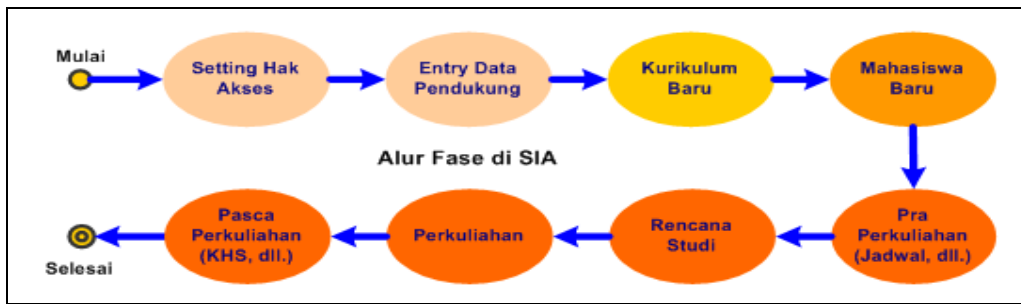 Mulai
Setting Hak
Akses
Entry Data
Pendukung
Kurikulum
Baru
Mahasiswa
Baru
Alur Fase di SIA
Pra
Perkuliahan
(Jadwal, dll.)
Rencana
Studi
Perkuliahan
Pasca
Perkuliahan
(KHS, dll.)
Selesai